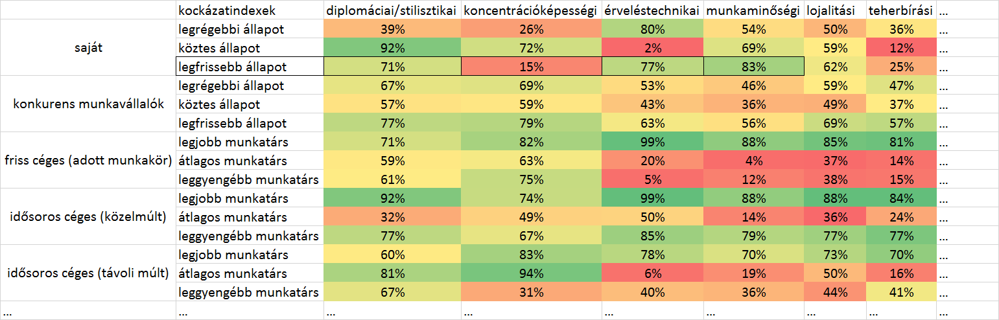 kockázatindexek diplomáciai/stilisztikai koncentrációképességi érveléstechnikai munkaminőségi lojalitási teherbírási ...
saját
legrégebbi állapot 39% 26% 80% 54% 50% 36% ...
köztes állapot 92% 72% 2% 69% 59% 12% ...
legfrissebb állapot 71% 15% 77% 83% 62% 25% ...
konkurens munkavállalók
legrégebbi állapot 67% 69% 53% 46% 59% 47% ...
köztes állapot 57% 59% 43% 36% 49% 37% ...
legfrissebb állapot 77% 79% 63% 56% 69% 57% ...
friss céges (adott munkakör)
legjobb munkatárs 71% 82% 99% 88% 85% 81% ...
átlagos munkatárs 59% 63% 20% 4% 37% 14% ...
leggyengébb munkatárs 61% 75% 5% 12% 38% 15% ...
idősoros céges (közelmúlt)
legjobb munkatárs 92% 74% 99% 88% 88% 84% ...
átlagos munkatárs 32% 49% 50% 14% 36% 24% ...
leggyengébb munkatárs 77% 67% 85% 79% 77% 77% ...
idősoros céges (távoli múlt)
legjobb munkatárs 60% 83% 78% 70% 73% 70% ...
átlagos munkatárs 81% 94% 6% 19% 50% 16% ...
leggyengébb munkatárs 67% 31% 40% 36% 44% 41% ...
... ... ... ... ... ... ... ... ...